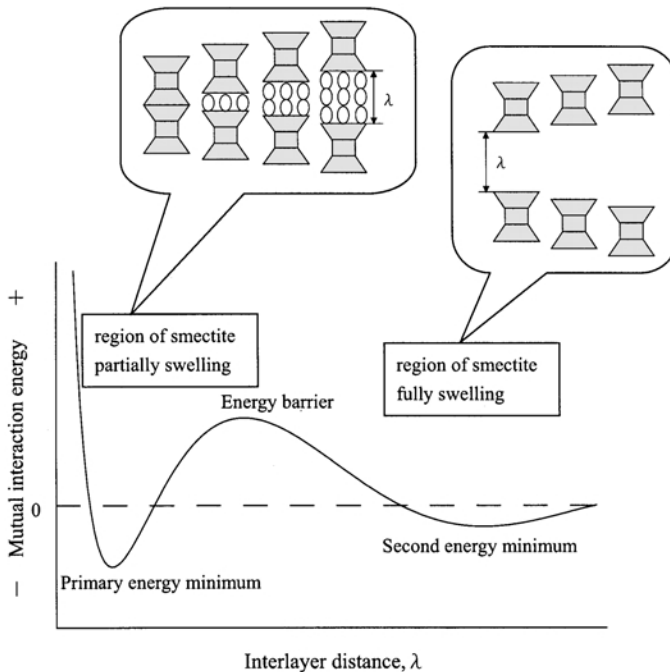 λ
λ
region of smectite
partially swelling
region of smectite
fully swelling
Energy barrier
Second energy minimum
Primary energy minimum
− Mutual interaction energy +
0
Interlayer distance, λ